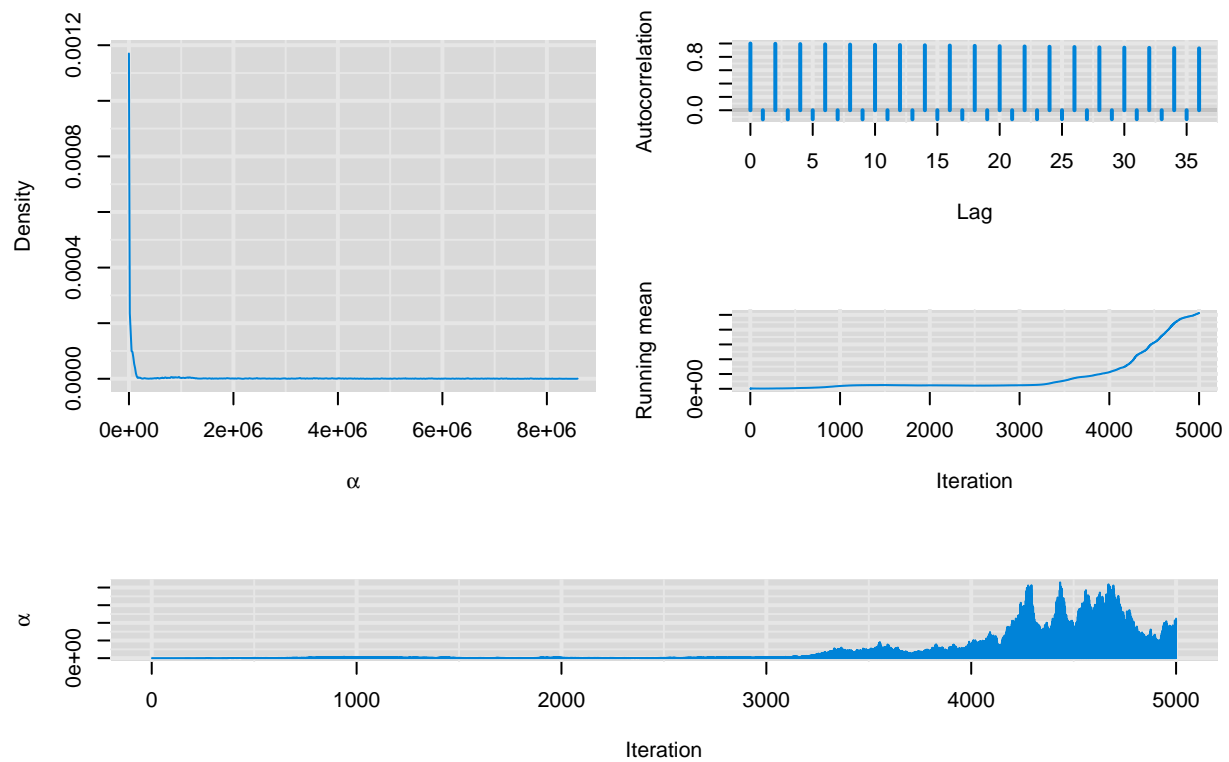 Density
0.0000 0.0004 0.0008 0.0012
0e+00 2e+06 4e+06 6e+06 8e+06
α
Autocorrelation
0.0 0.8
0 5 10 15 20 25 30 35
Lag
Running mean
0e+00
0 1000 2000 3000 4000 5000
Iteration
α
0e+00
0 1000 2000 3000 4000 5000
Iteration